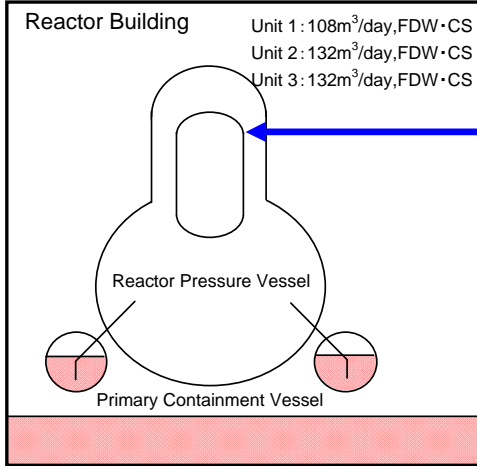 Reactor Building
Unit 1：108m³/day,FDW・CS
Unit 2：132m³/day,FDW・CS
Unit 3：132m³/day,FDW・CS
Reactor Pressure Vessel
Primary Containment Vessel